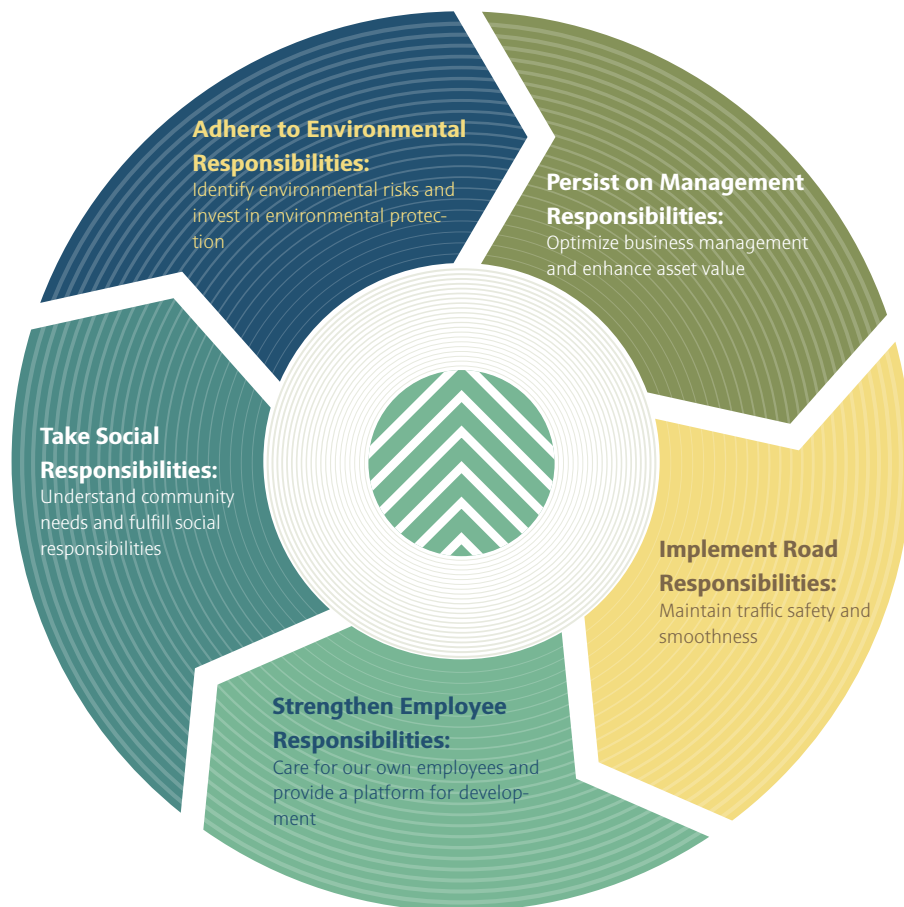 Adhere to Environmental
Responsibilities:
Identify environmental risks and
invest in environmental protec-
tion
Persist on Management
Responsibilities:
Optimize business management
and enhance asset value
Implement Road
Responsibilities:
Maintain traffic safety and
smoothness
Strengthen Employee
Responsibilities:
Care for our own employees and
provide a platform for develop-
ment
Take Social
Responsibilities:
Understand community
needs and fulfill social
responsibilities